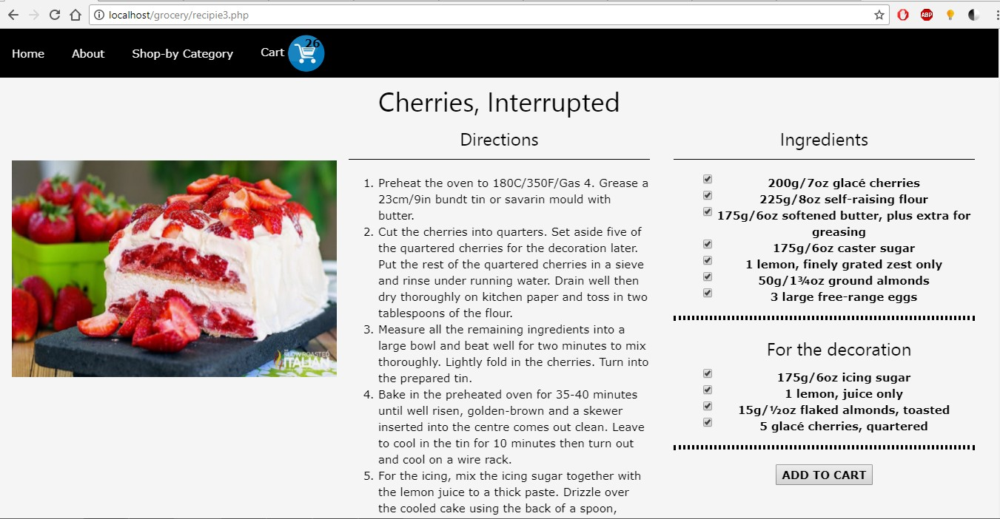 localhost/grocery/recipie3.php
ABP
Home About Shop-by Category Cart 26
Cherries, Interrupted
Directions
1. Preheat the oven to 180C/350F/Gas 4. Grease a
23cm/9in bundt tin or savarin mould with
butter.
2. Cut the cherries into quarters. Set aside five of
the quartered cherries for the decoration later.
Put the rest of the quartered cherries in a sieve
and rinse under running water. Drain well then
dry thoroughly on kitchen paper and toss in two
tablespoons of the flour.
3. Measure all the remaining ingredients into a
large bowl and beat well for two minutes to mix
thoroughly. Lightly fold in the cherries. Turn into
the prepared tin.
4. Bake in the preheated oven for 35-40 minutes
until well risen, golden-brown and a skewer
inserted into the centre comes out clean. Leave
to cool in the tin for 10 minutes then turn out
and cool on a wire rack.
5. For the icing, mix the icing sugar together with
the lemon juice to a thick paste. Drizzle over
the cooled cake using the back of a spoon,
Ingredients
200g/7oz glacé cherries
225g/8oz self-raising flour
175g/6oz softened butter, plus extra for
greasing
175g/6oz caster sugar
1 lemon, finely grated zest only
50g/1¾oz ground almonds
3 large free-range eggs
For the decoration
175g/6oz icing sugar
1 lemon, juice only
15g/½oz flaked almonds, toasted
5 glacé cherries, quartered
ADD TO CART
SLOW ROASTED
ITALIAN